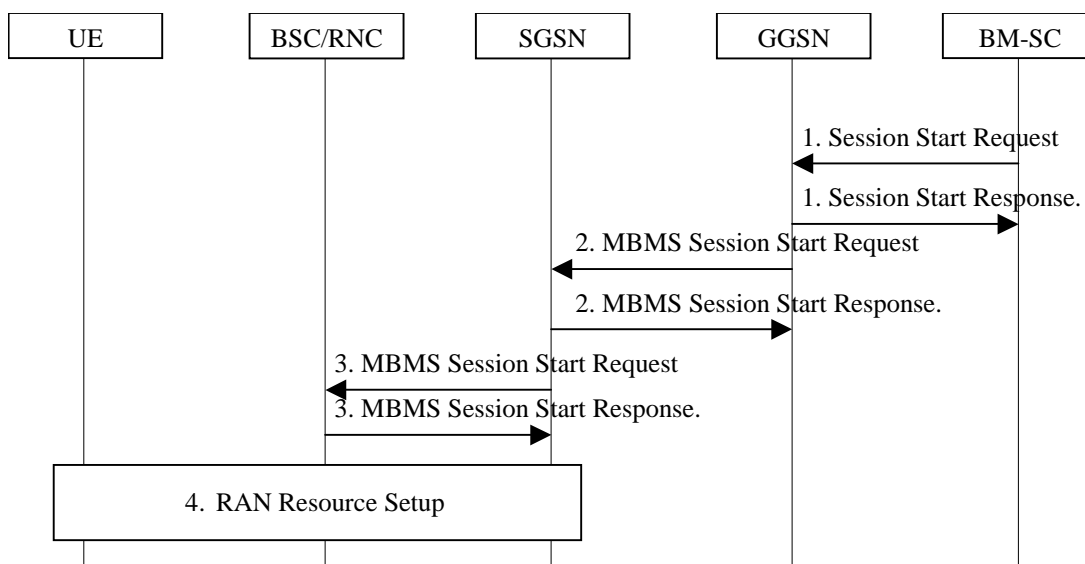 UE BSC/RNC SGSN GGSN BM-SC
1. Session Start Request
1. Session Start Response.
2. MBMS Session Start Request
2. MBMS Session Start Response.
3. MBMS Session Start Request
3. MBMS Session Start Response.
4. RAN Resource Setup